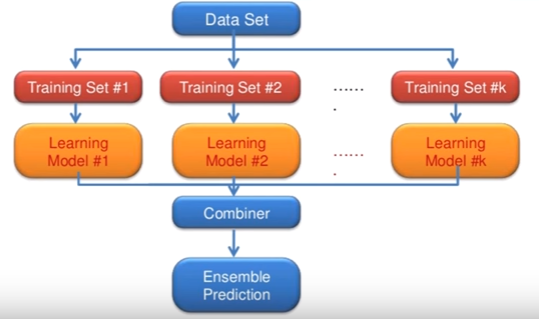 Data Set
Training Set #1
Training Set #2
......
.
Training Set #k
Learning
Model #1
Learning
Model #2
......
.
Learning
Model #k
Combiner
Ensemble
Prediction